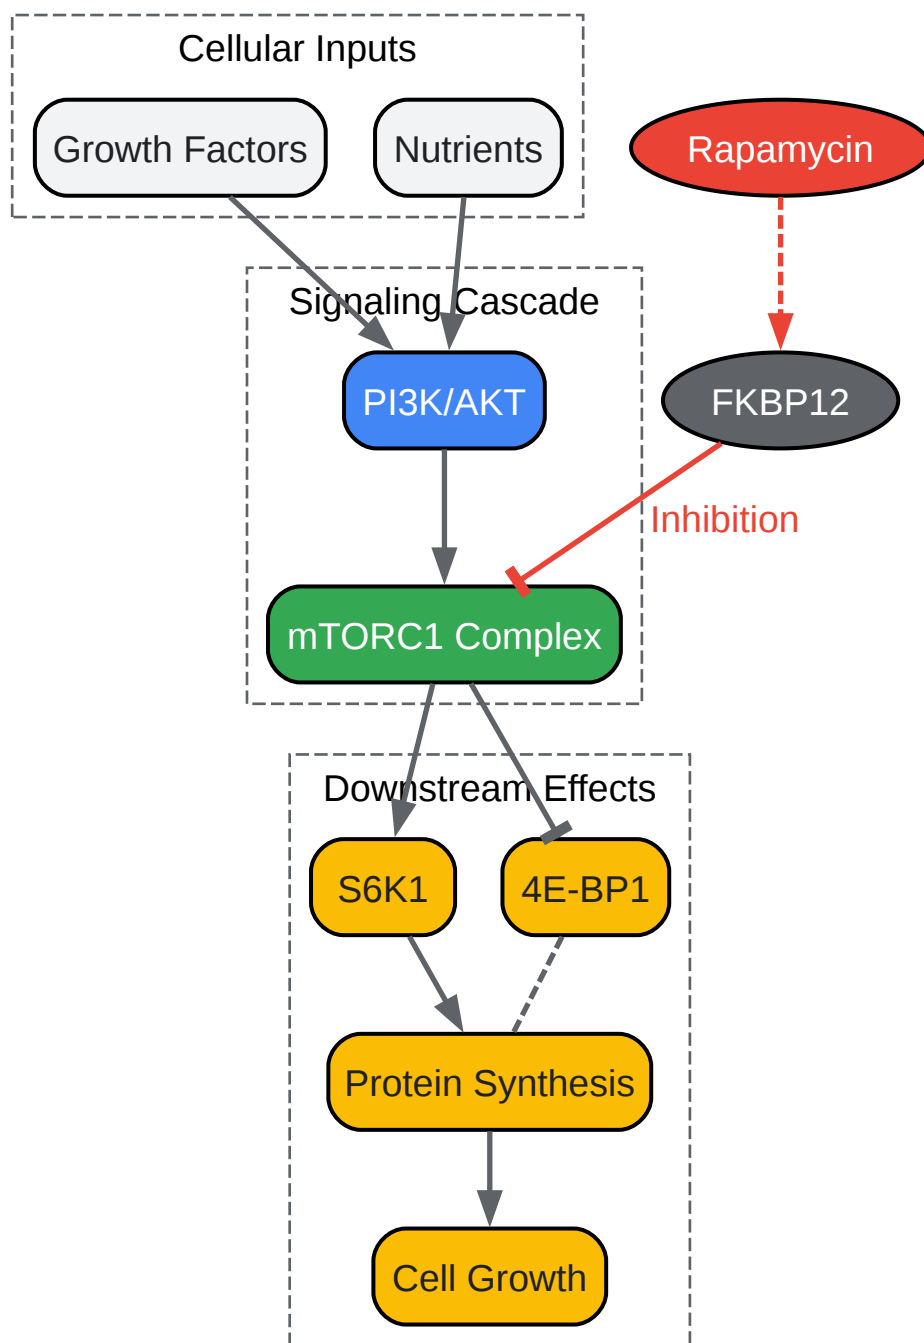 Cellular Inputs
Growth Factors
Nutrients
Rapamycin
Signaling Cascade
PI3K/AKT
FKBP12
Inhibition
mTORC1 Complex
Downstream Effects
S6K1
4E-BP1
Protein Synthesis
Cell Growth